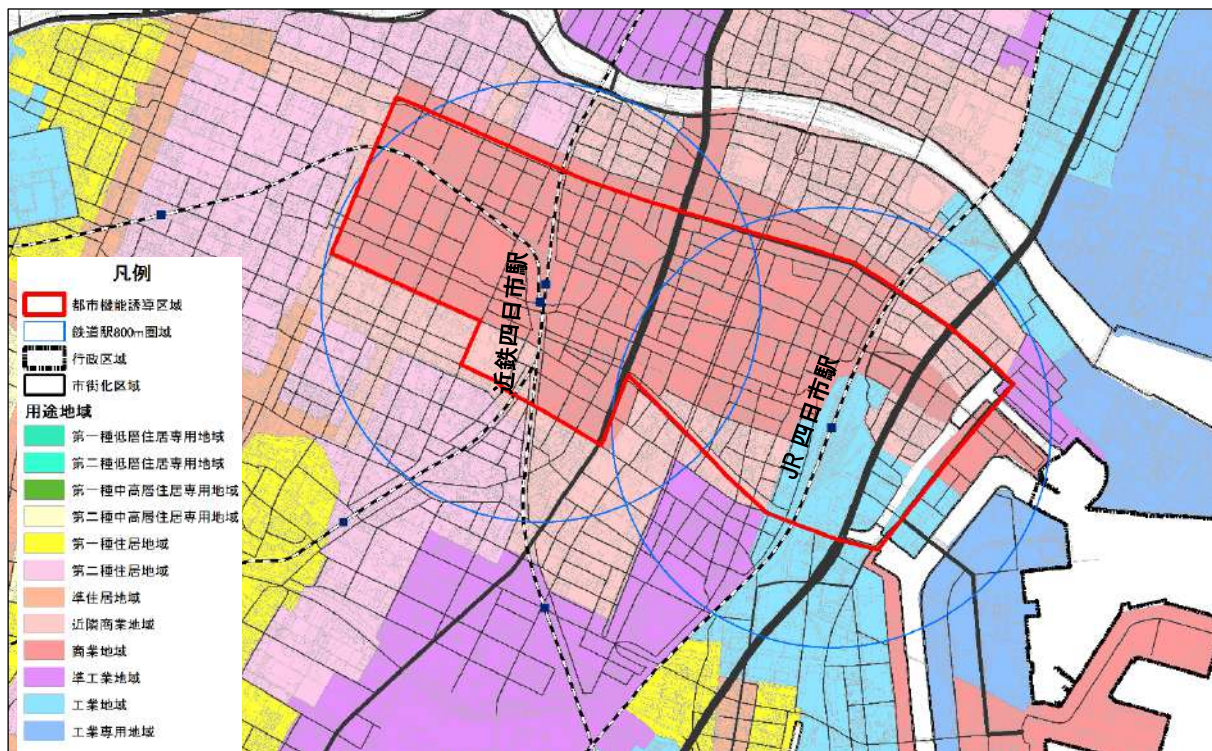 近鉄四日市駅
JR 四日市駅
凡例
都市機能誘導区域
鉄道駅800m圏域
行政区域
市街化区域
用途地域
第一種低層住居専用地域
第二種低層住居専用地域
第一種中高層住居専用地域
第二種中高層住居専用地域
第一種住居地域
第二種住居地域
準住居地域
近隣商業地域
商業地域
準工業地域
工業地域
工業専用地域